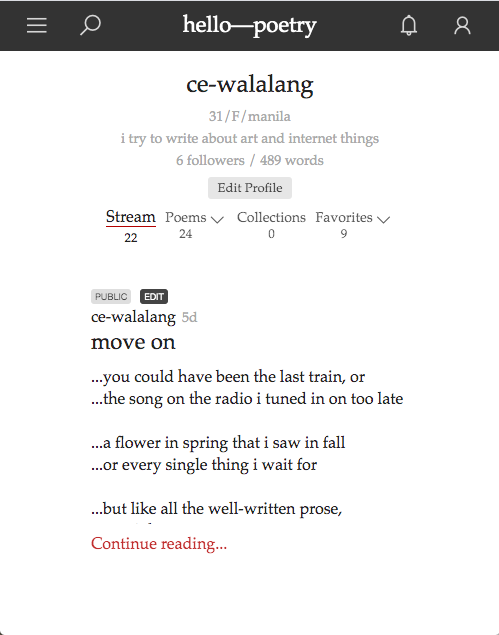 hello—poetry
ce-walalang
31/F/manila
i try to write about art and internet things
6 followers / 489 words
Edit Profile
Stream Poems Collections Favorites
22 24 0 9
PUBLIC EDIT
ce-walalang 5d
move on
...you could have been the last train, or
...the song on the radio i tuned in on too late
...a flower in spring that i saw in fall
...or every single thing i wait for
...but like all the well-written prose,
Continue reading...